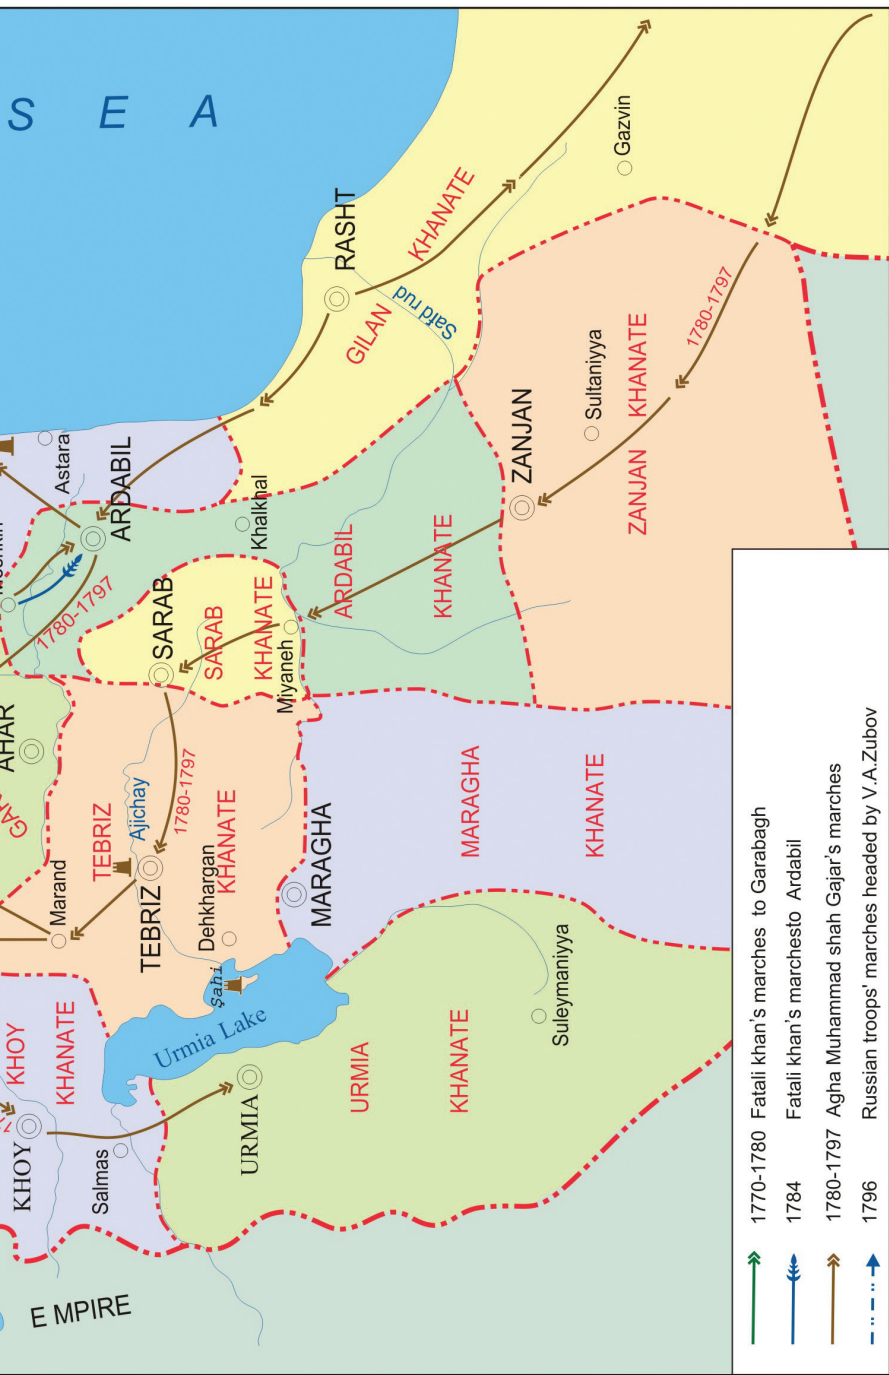 S E A
Gazvin
RASHT
KHANATE
GILAN
Safd rud
1780-1797
Sultaniyya
ZANJAN
ZANJAN KHANATE
Astara
ARDABIL
Khalkhal
ARDABIL
KHANATE
1780-1797
SARAB
SARAB
KHANATE
Miyaneh
AHAR
TEBRIZ
Ajichay
1780-1797
KHANATE
Marand
TEBRIZ
Dehkhargan
MARAGHA
MARAGHA
KHANATE
Şahi
Urmia Lake
KHOY
KHANATE
KHOY
Salmas
URMIA
URMIA
KHANATE
Suleymaniyya
E MPIRE
1770-1780 Fatali khan's marches to Garabagh
1784 Fatali khan's marchesto Ardabil
1780-1797 Agha Muhammad shah Gajar's marches
1796 Russian troops' marches headed by V.A.Zubov